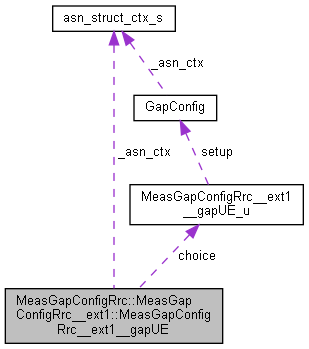 asn_struct_ctx_s
_asn_ctx
GapConfig
_asn_ctx
setup
MeasGapConfigRrc__ext1
__gapUE_u
choice
MeasGapConfigRrc::MeasGap
ConfigRrc__ext1::MeasGapConfig
Rrc__ext1__gapUE